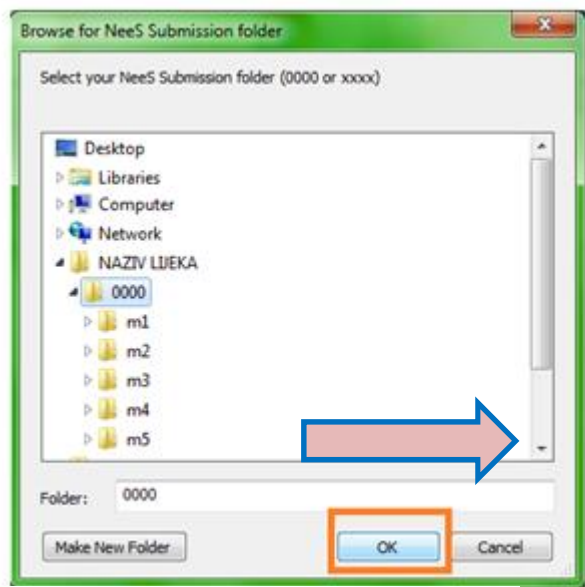 Browse for NeeS Submission folder
Select your NeeS Submission folder (0000 or xxxx)
Desktop
Libraries
Computer
Network
NAZIV LIJEKA
0000
m1
m2
m3
m4
m5
Folder: 0000
Make New Folder OK Cancel